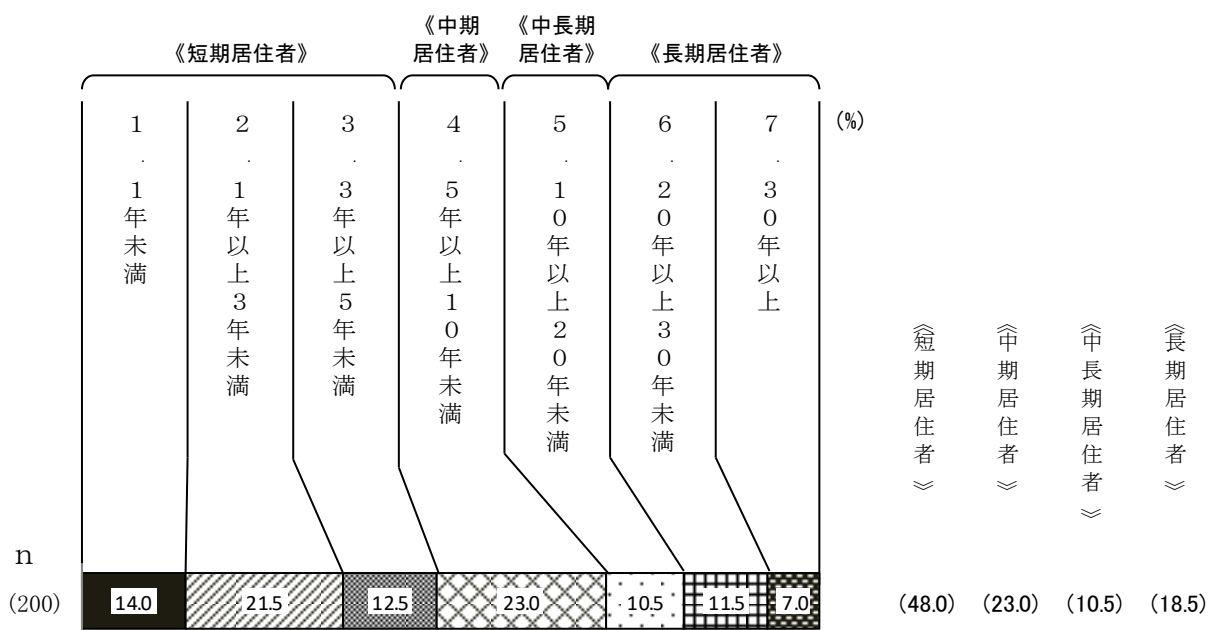 《短期居住者》
《中期
居住者》
《中長期
居住者》
《長期居住者》
(%)
1.1年未満
2.1年以上3年未満
3.3年以上5年未満
4.5年以上10年未満
5.10年以上20年未満
6.20年以上30年未満
7.30年以上
《短期居住者》
《中期居住者》
《中長期居住者》
《長期居住者》
n
(200)
14.0
21.5
12.5
23.0
10.5
11.5
7.0
(48.0)
(23.0)
(10.5)
(18.5)